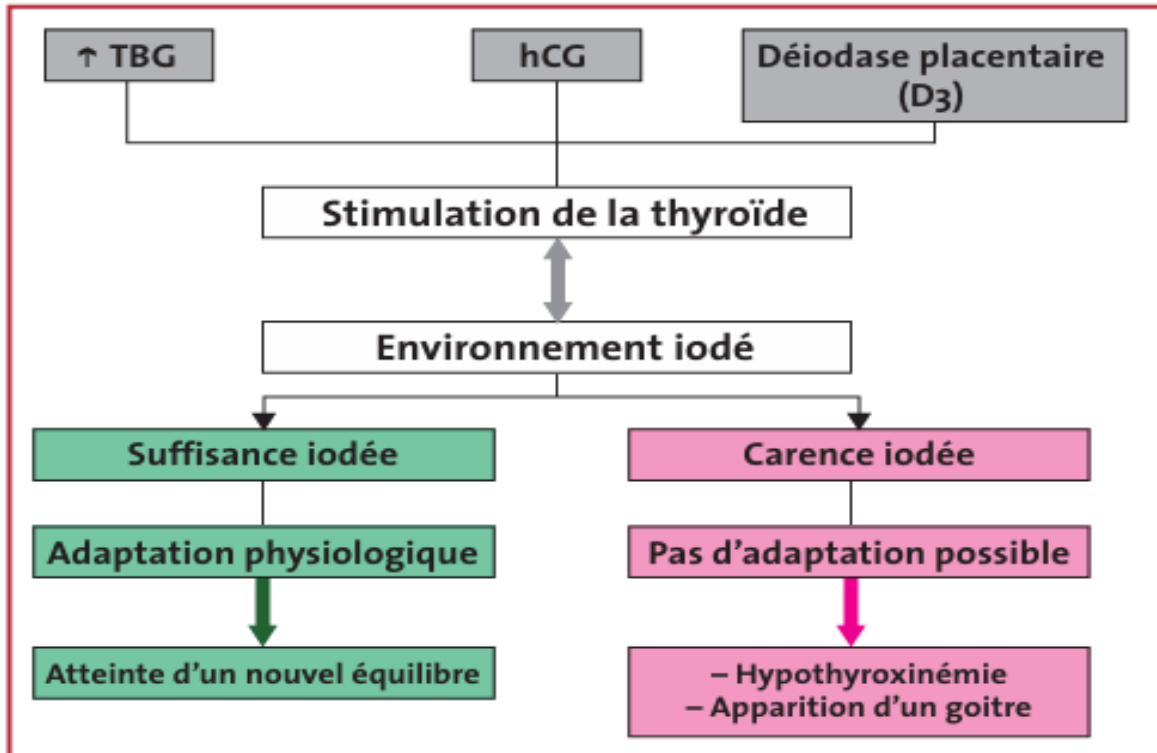 ↑ TBG
hCG
Déiodase placentaire
(D3)
Stimulation de la thyroïde
Environnement iodé
Suffisance iodée
Carence iodée
Adaptation physiologique
Pas d'adaptation possible
Atteinte d'un nouvel équilibre
– Hypothyroxinémie
– Apparition d'un goitre